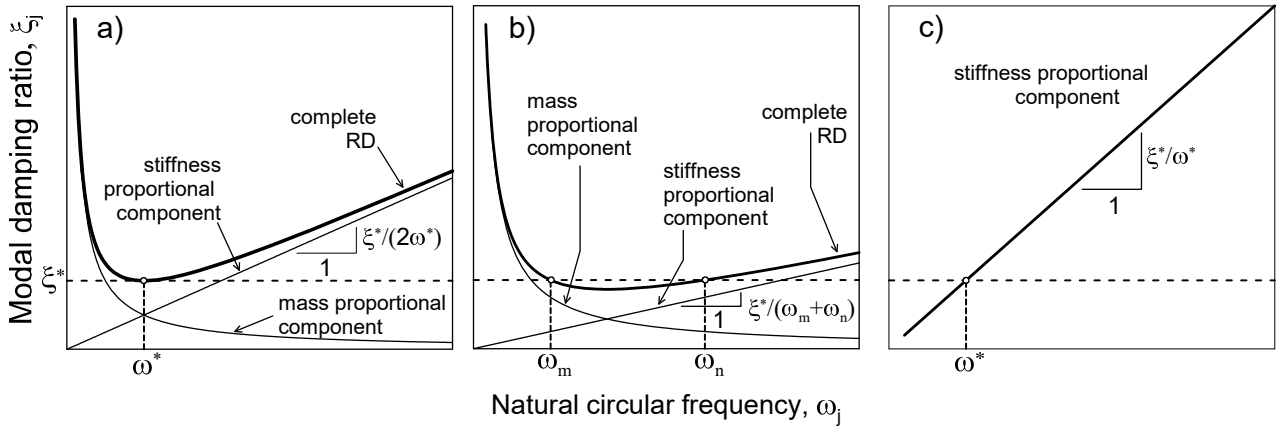 Modal damping ratio, ξj
ξ*
a)
complete
RD
stiffness
proportional
component
ξ*/(2ω*)
1
mass proportional
component
ω*
b)
mass
proportional
component
complete
RD
stiffness
proportional
component
ξ*/(ωm+ωn)
1
ωm
ωn
c)
stiffness proportional
component
ξ*/ω*
1
ω*
Natural circular frequency, ωj